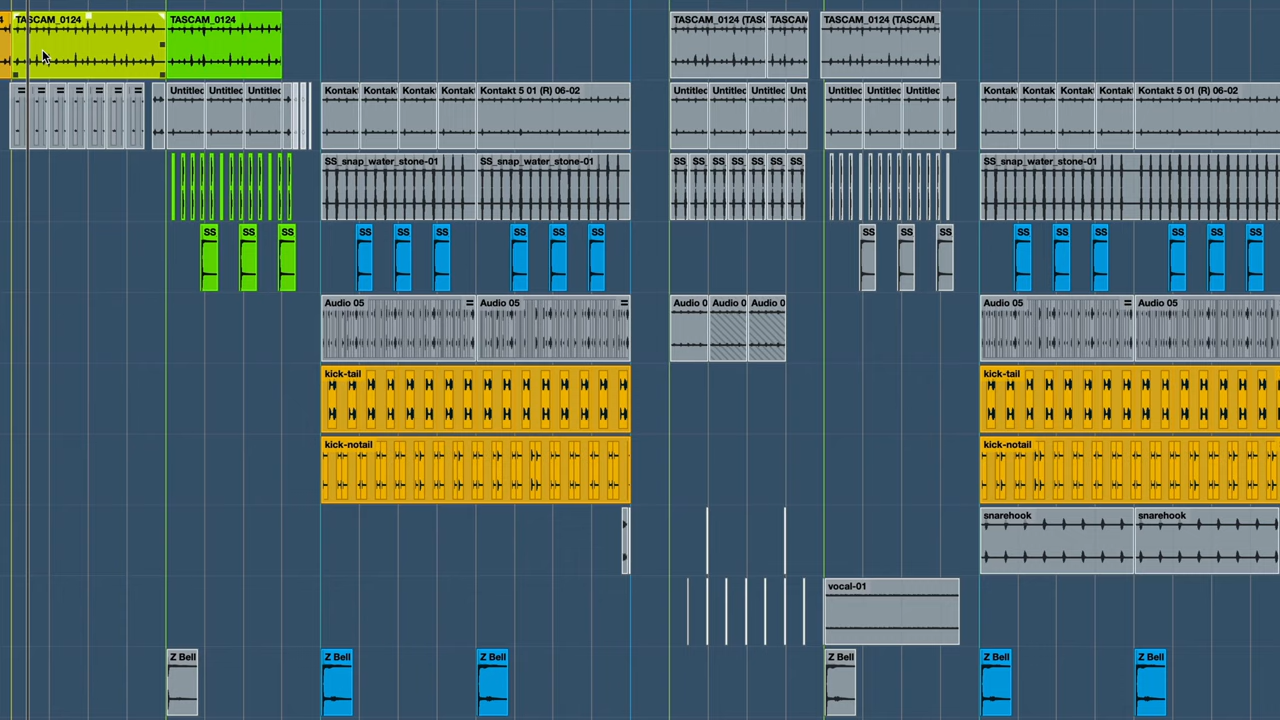 4 TASCAM_0124 TASCAM_0124 TASCAM_0124 (TASC TASCAM TASCAM_0124 (TASCAM_
Untitled Untitled Untitled Kontakt Kontakt Kontakt Kontakt Kontakt 5 01 (R) 06-02 Untitled Untitled Untitled Unt Untitled Untitled Untitled Kontakt Kontakt Kontakt Kontakt Kontakt 5 01 (R) 06-02
SS_snap_water_stone-01 SS_snap_water_stone-01 SS SS SS SS SS SS SS SS_snap_water_stone-01
SS SS SS SS SS SS SS SS SS SS SS SS SS SS SS SS SS SS
Audio 05 Audio 05 Audio 0 Audio 0 Audio 0 Audio 05 Audio 05
kick-tail kick-tail
kick-notail kick-notail
snarehook snarehook
vocal-01
Z Bell Z Bell Z Bell Z Bell Z Bell Z Bell